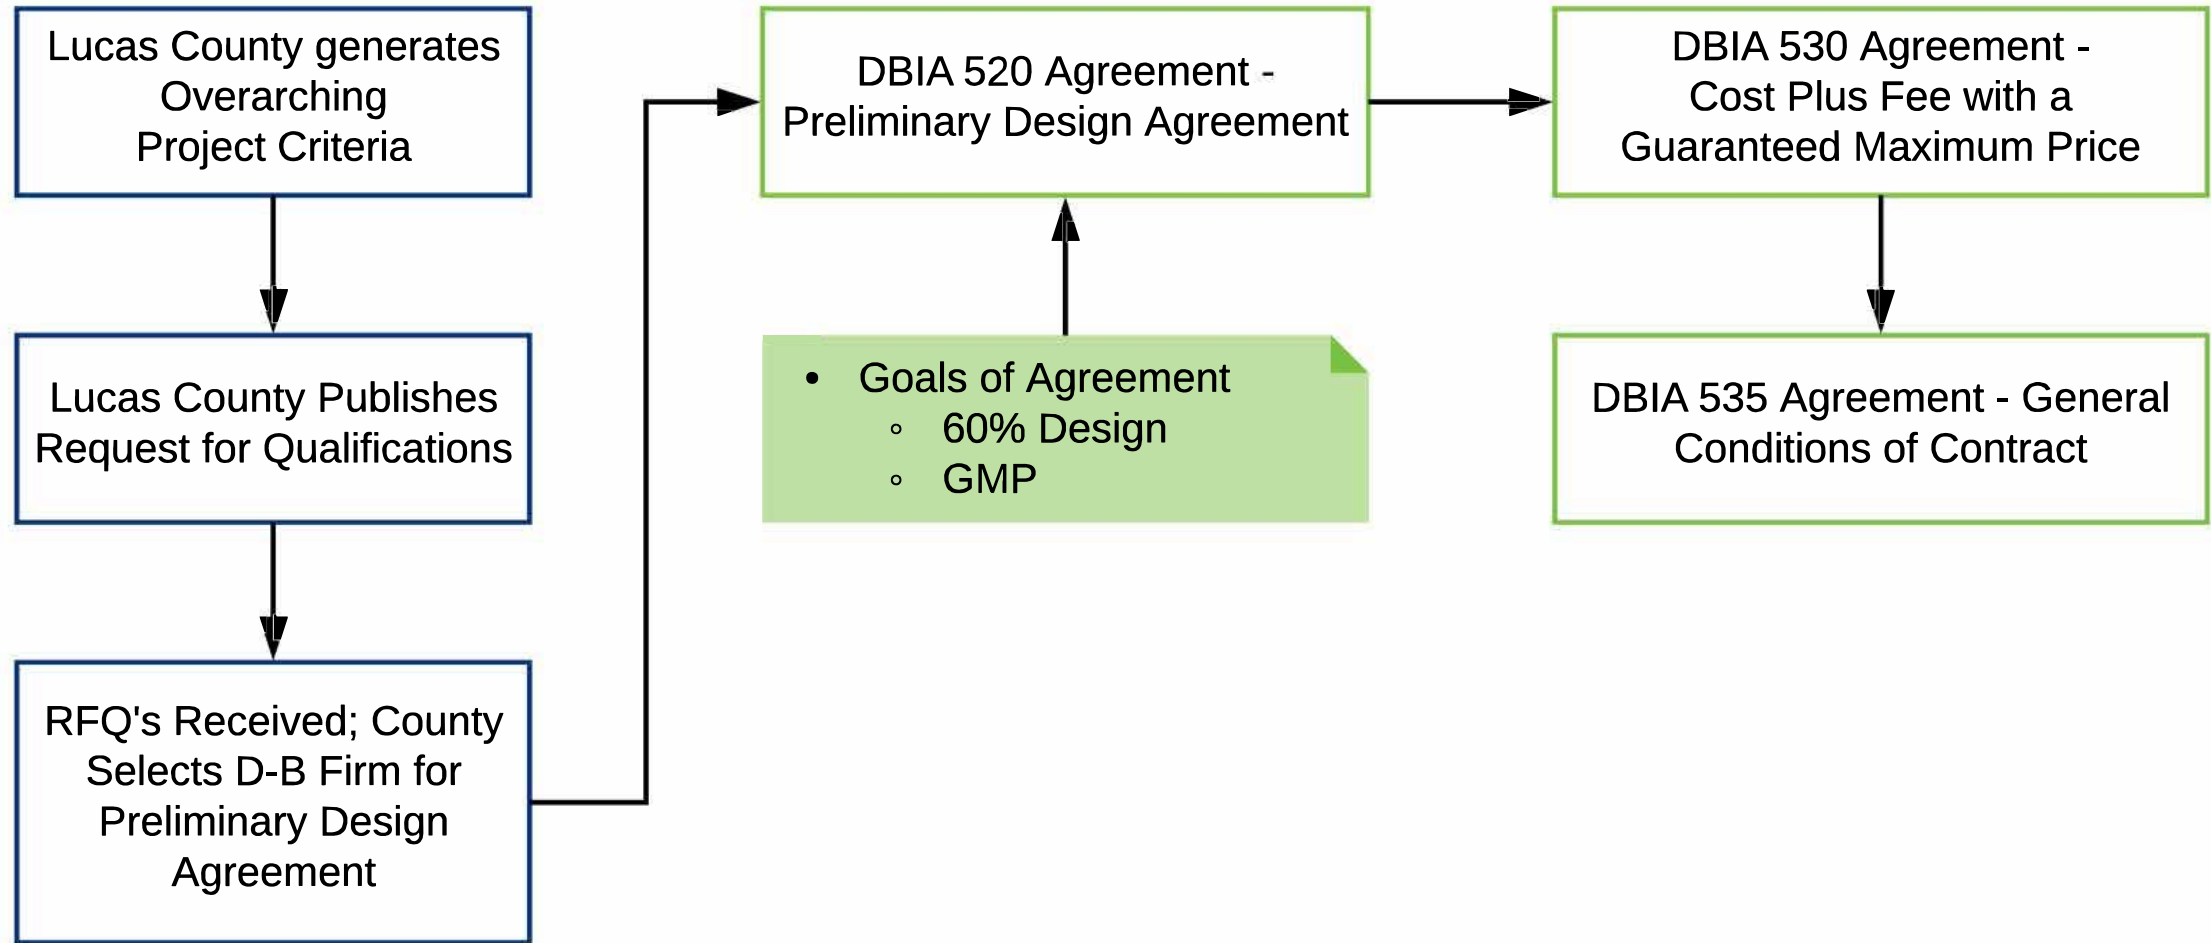 Lucas County generates
Overarching
Project Criteria
Lucas County Publishes
Request for Qualifications
RFQ's Received; County
Selects D-B Firm for
Preliminary Design
Agreement
DBIA 520 Agreement -
Preliminary Design Agreement
• Goals of Agreement
◦ 60% Design
◦ GMP
DBIA 530 Agreement -
Cost Plus Fee with a
Guaranteed Maximum Price
DBIA 535 Agreement - General
Conditions of Contract